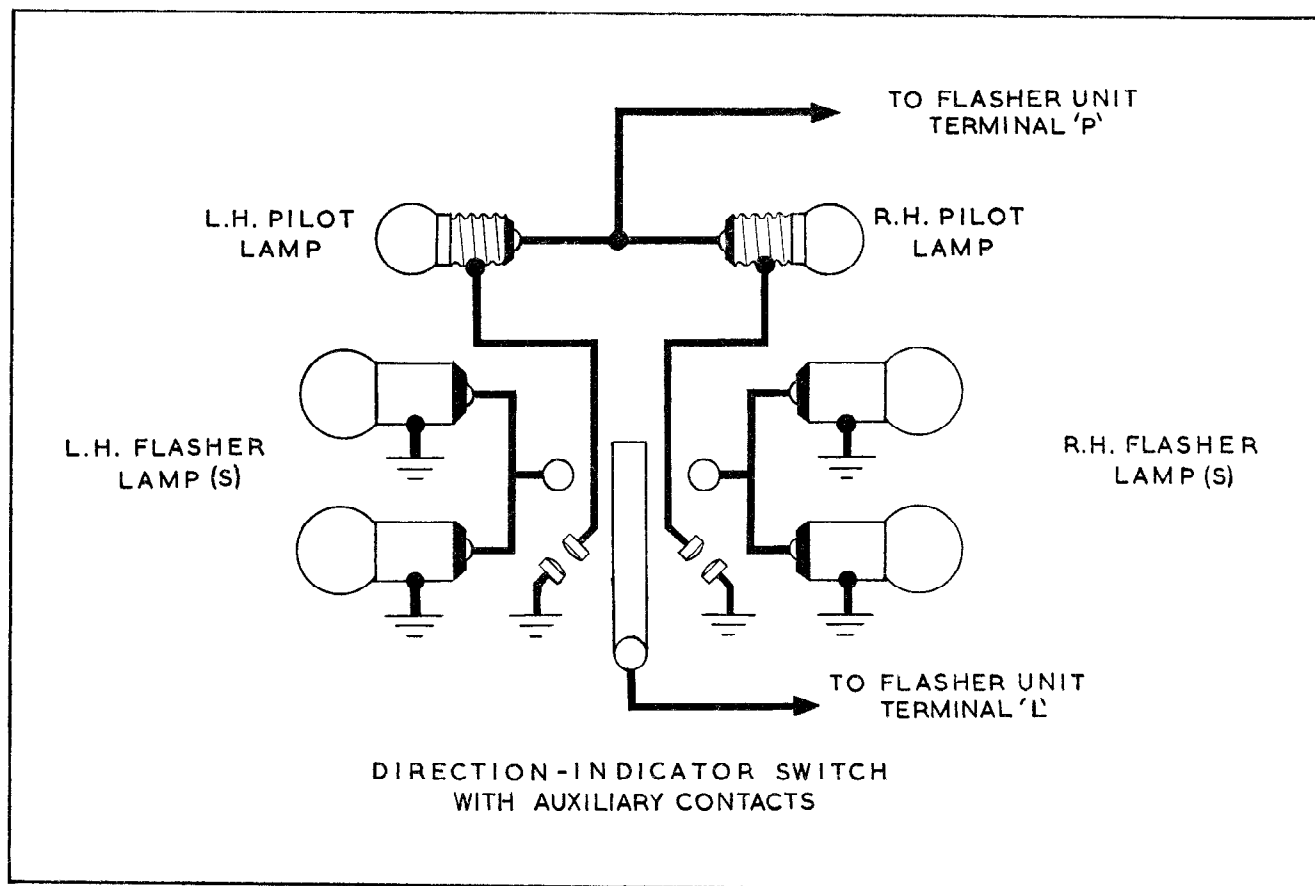 TO FLASHER UNIT
TERMINAL 'P'
L.H. PILOT
LAMP
R.H. PILOT
LAMP
L.H. FLASHER
LAMP (S)
R.H. FLASHER
LAMP (S)
TO FLASHER UNIT
TERMINAL 'L'
DIRECTION-INDICATOR SWITCH
WITH AUXILIARY CONTACTS